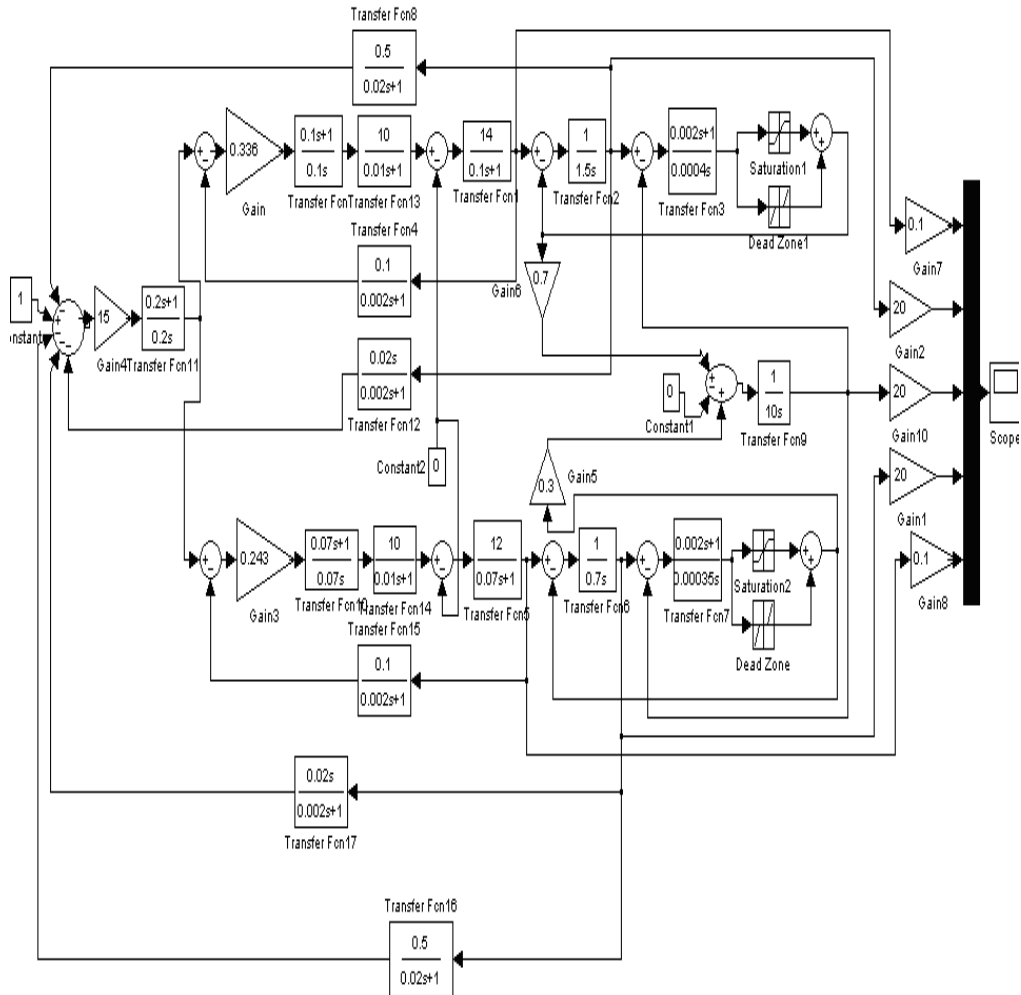 Transfer Fcn8
0.5
0.02s+1
0.336
Gain
0.1s+1
0.1s
Transfer Fcn
10
0.01s+1
Transfer Fcn13
14
0.1s+1
Transfer Fcn1
1
1.5s
Transfer Fcn2
0.002s+1
0.0004s
Transfer Fcn3
Saturation1
Dead Zone1
Transfer Fcn4
0.1
0.002s+1
0.7
Gain6
0.1
Gain7
1
Constant
15
Gain4
0.2s+1
0.2s
Transfer Fcn11
20
Gain2
0.02s
0.002s+1
Transfer Fcn12
0
Constant1
1
10s
Transfer Fcn9
20
Gain10
Scope
Constant2
0
0.3
Gain5
20
Gain1
0.243
Gain3
0.07s+1
0.07s
Transfer Fcn10
10
0.01s+1
Transfer Fcn14
12
0.07s+1
Transfer Fcn5
1
0.7s
Transfer Fcn6
0.002s+1
0.00035s
Transfer Fcn7
Saturation2
Dead Zone
0.1
Gain8
Transfer Fcn15
0.1
0.002s+1
0.02s
0.002s+1
Transfer Fcn17
Transfer Fcn16
0.5
0.02s+1